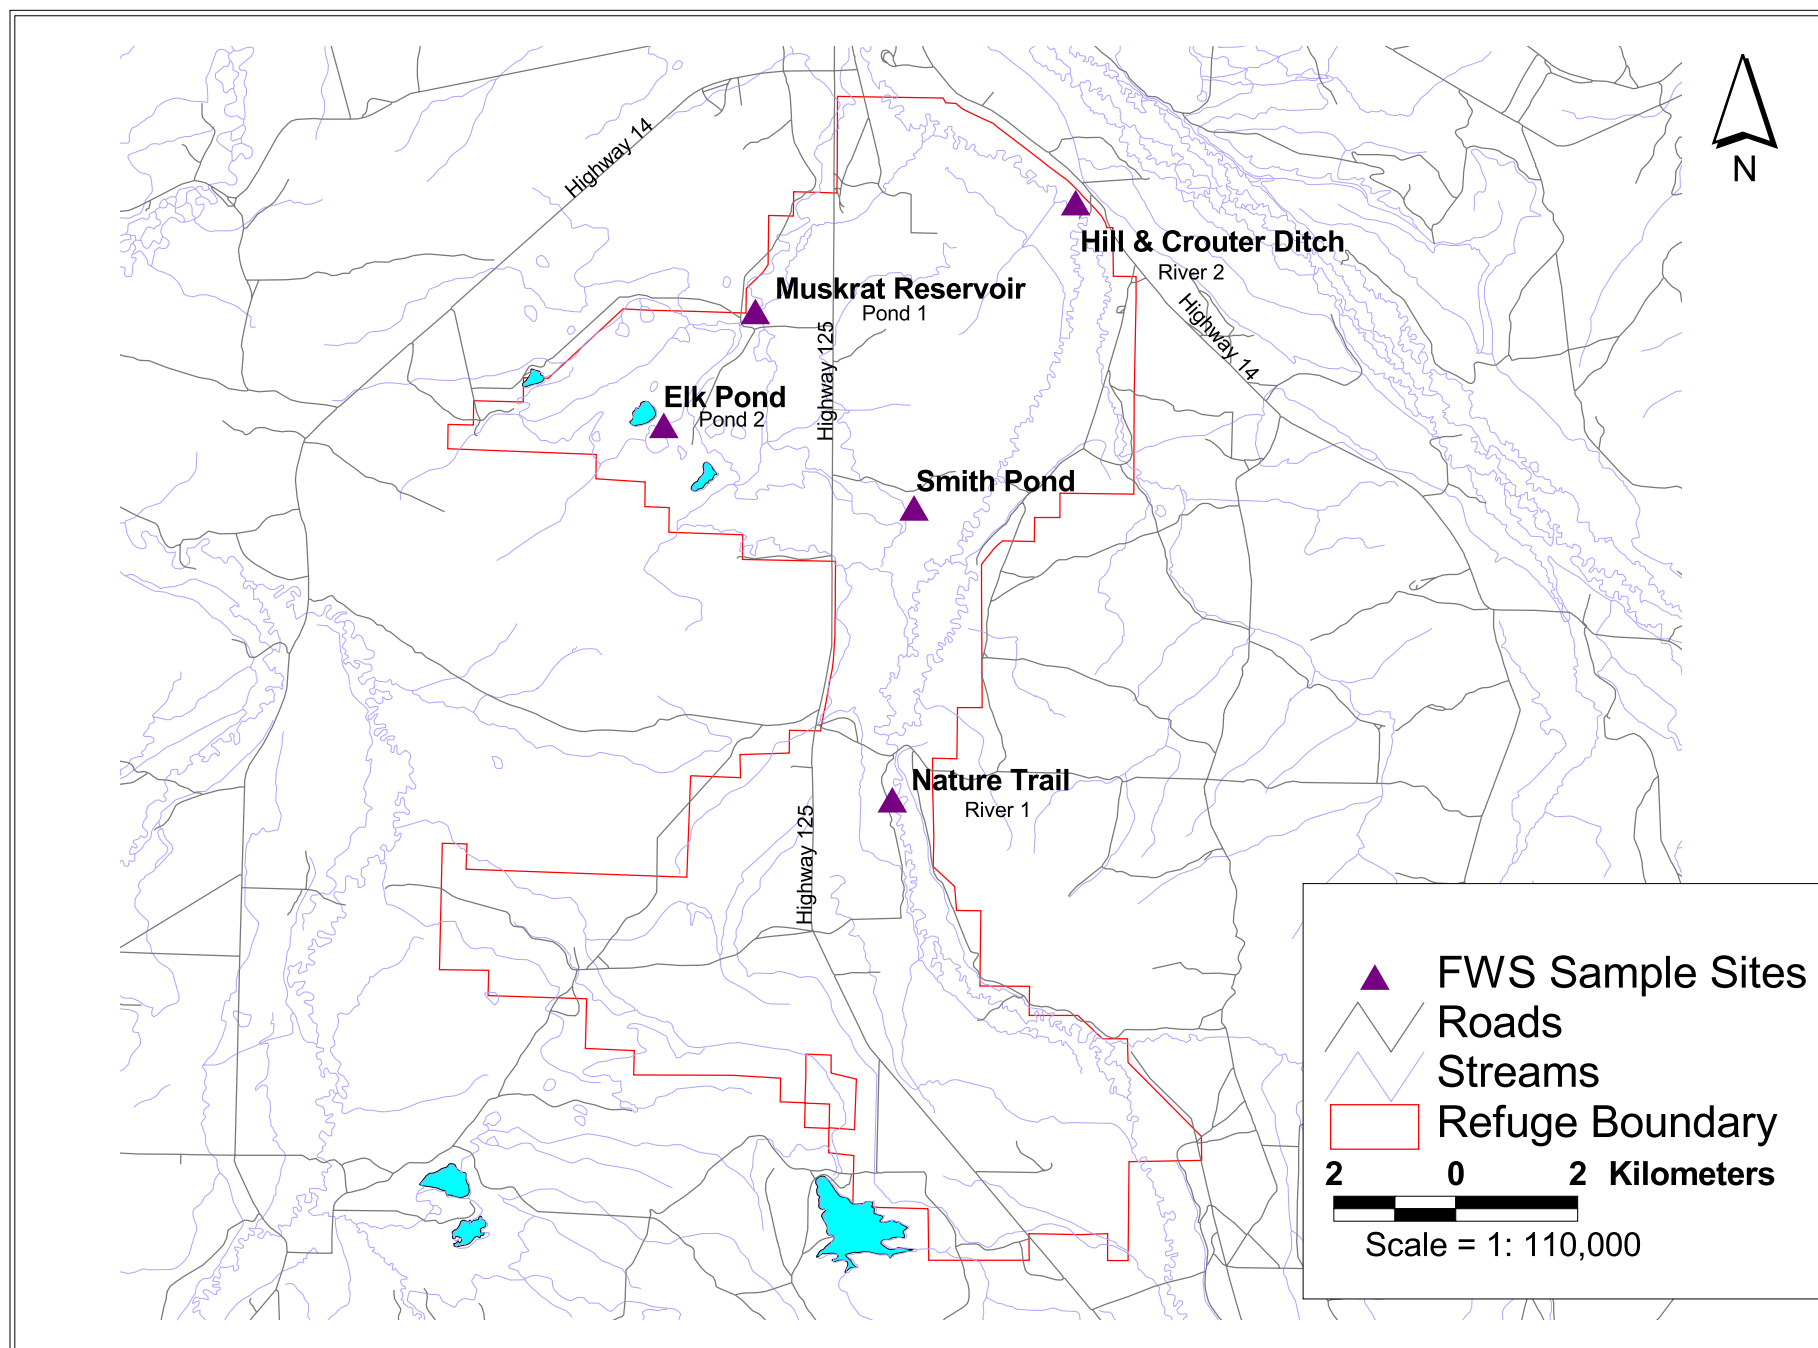 Highway 14
N
Hill & Crouter Ditch
River 2
Muskrat Reservoir
Pond 1
Highway 14
Highway 125
Elk Pond
Pond 2
Smith Pond
Nature Trail
River 1
Highway 125
FWS Sample Sites
Roads
Streams
Refuge Boundary
2 0 2 Kilometers
Scale = 1: 110,000